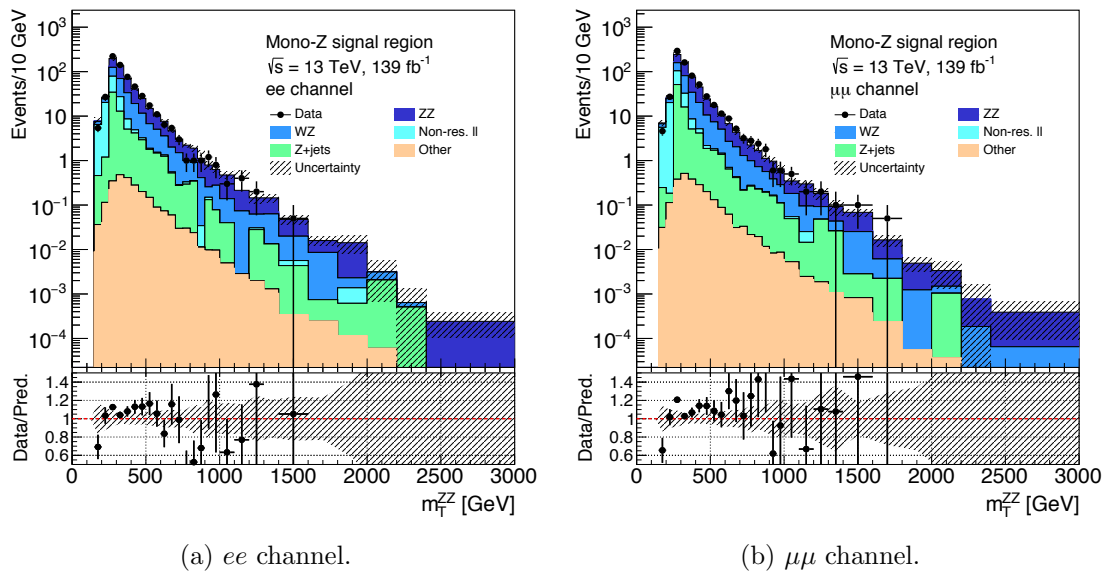 Events/10 GeV
10³
10²
10
1
10⁻¹
10⁻²
10⁻³
10⁻⁴
Mono-Z signal region
√s = 13 TeV, 139 fb⁻¹
ee channel
Data ZZ
WZ Non-res. ll
Z+jets Other
Uncertainty
Data/Pred.
1.4
1.2
1
0.8
0.6
0 500 1000 1500 2000 2500 3000
m_T^ZZ [GeV]
(a) ee channel.
Events/10 GeV
10³
10²
10
1
10⁻¹
10⁻²
10⁻³
10⁻⁴
Mono-Z signal region
√s = 13 TeV, 139 fb⁻¹
μμ channel
Data ZZ
WZ Non-res. ll
Z+jets Other
Uncertainty
Data/Pred.
1.4
1.2
1
0.8
0.6
0 500 1000 1500 2000 2500 3000
m_T^ZZ [GeV]
(b) μμ channel.